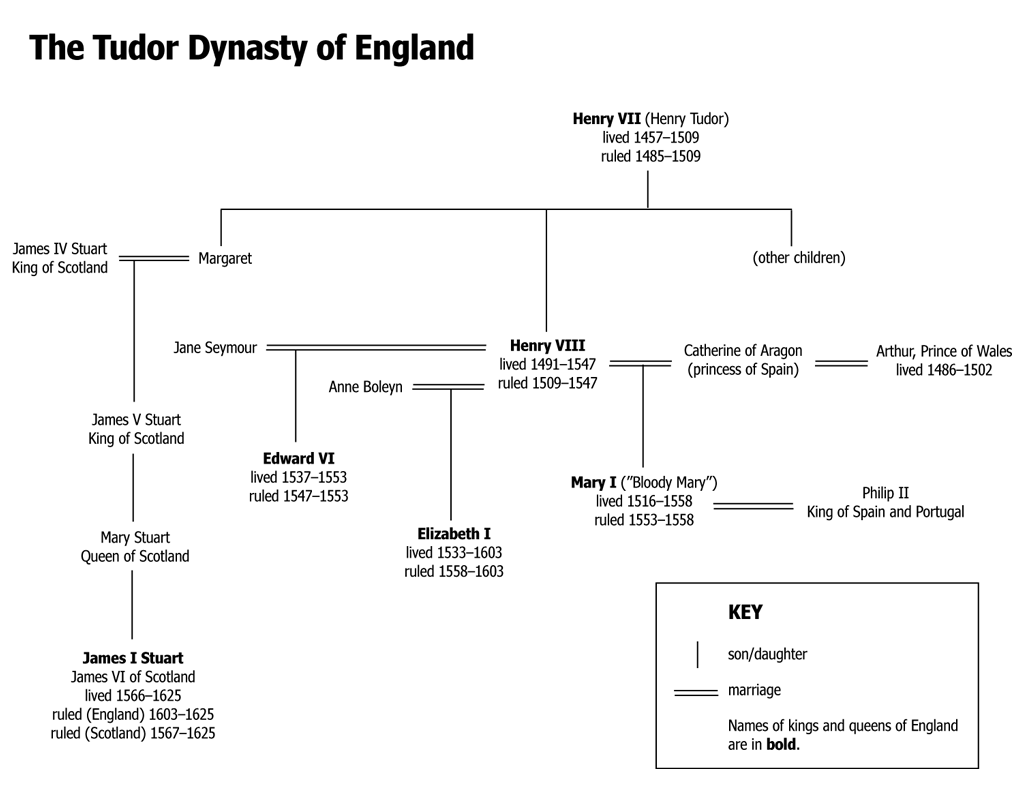 The Tudor Dynasty of England
Henry VII (Henry Tudor)
lived 1457–1509
ruled 1485–1509
James IV Stuart
King of Scotland
Margaret
(other children)
Jane Seymour
Henry VIII
lived 1491–1547
ruled 1509–1547
Catherine of Aragon
(princess of Spain)
Arthur, Prince of Wales
lived 1486–1502
Anne Boleyn
James V Stuart
King of Scotland
Edward VI
lived 1537–1553
ruled 1547–1553
Mary I (”Bloody Mary”)
lived 1516–1558
ruled 1553–1558
Philip II
King of Spain and Portugal
Elizabeth I
lived 1533–1603
ruled 1558–1603
Mary Stuart
Queen of Scotland
James I Stuart
James VI of Scotland
lived 1566–1625
ruled (England) 1603–1625
ruled (Scotland) 1567–1625
KEY
son/daughter
marriage
Names of kings and queens of England
are in bold.